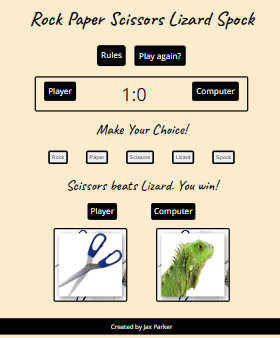 Rock Paper Scissors Lizard Spock
Rules Play again?
Player 1:0 Computer
Make Your Choice!
Rock Paper Scissors Lizard Spock
Scissors beats Lizard. You win!
Player Computer
Created by Jax Parker